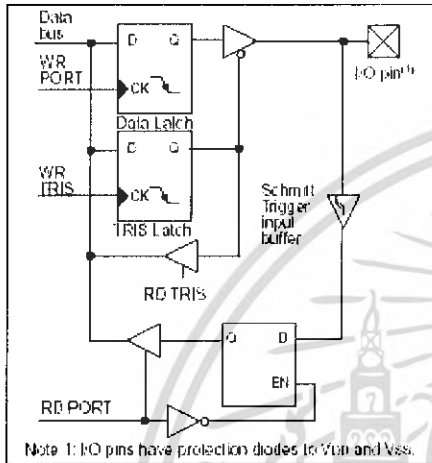 Data
bus
D Q
WR
PORT
CK
I/O pin(1)
Data Latch
D Q
WR
TRIS
CK
Schmitt
Trigger
input
buffer
TRIS Latch
RD TRIS
Q D
EN
RD PORT
Note 1: I/O pins have protection diodes to VDD and VSS.